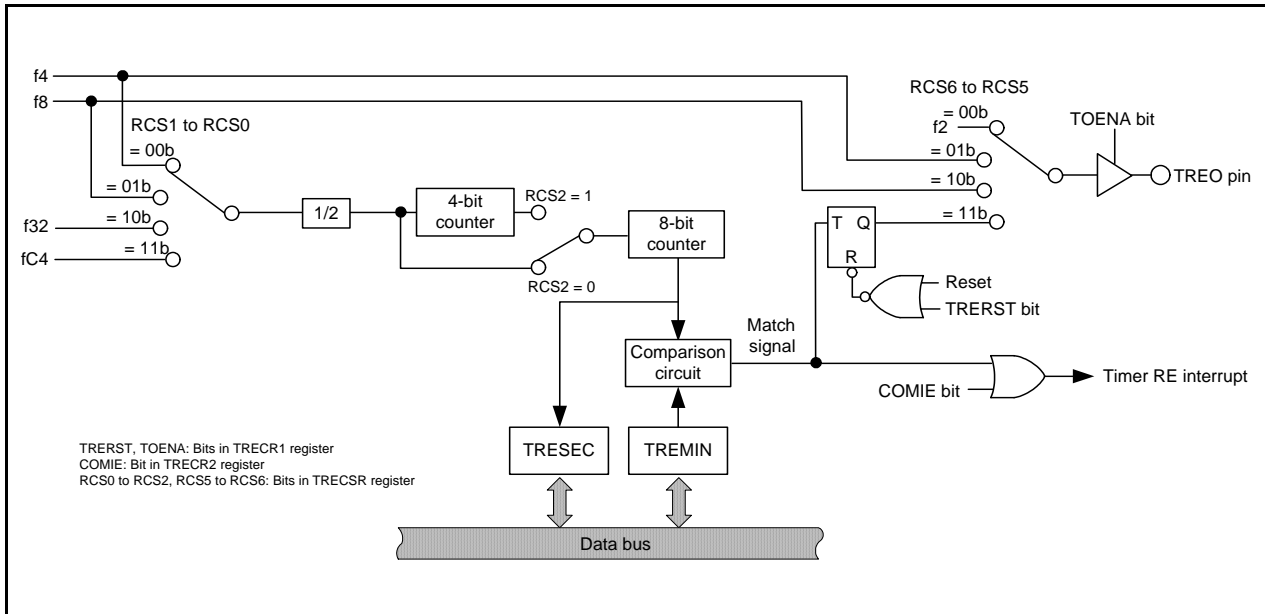 f4
f8
RCS1 to RCS0
= 00b
= 01b
f32
= 10b
fC4
= 11b
1/2
4-bit
counter
RCS2 = 1
RCS2 = 0
8-bit
counter
RCS6 to RCS5
= 00b
f2
= 01b
= 10b
= 11b
TOENA bit
TREO pin
T Q
R
Reset
TRERST bit
Match
signal
Comparison
circuit
COMIE bit
Timer RE interrupt
TRESEC
TREMIN
TRERST, TOENA: Bits in TRECR1 register
COMIE: Bit in TRECR2 register
RCS0 to RCS2, RCS5 to RCS6: Bits in TRECSR register
Data bus